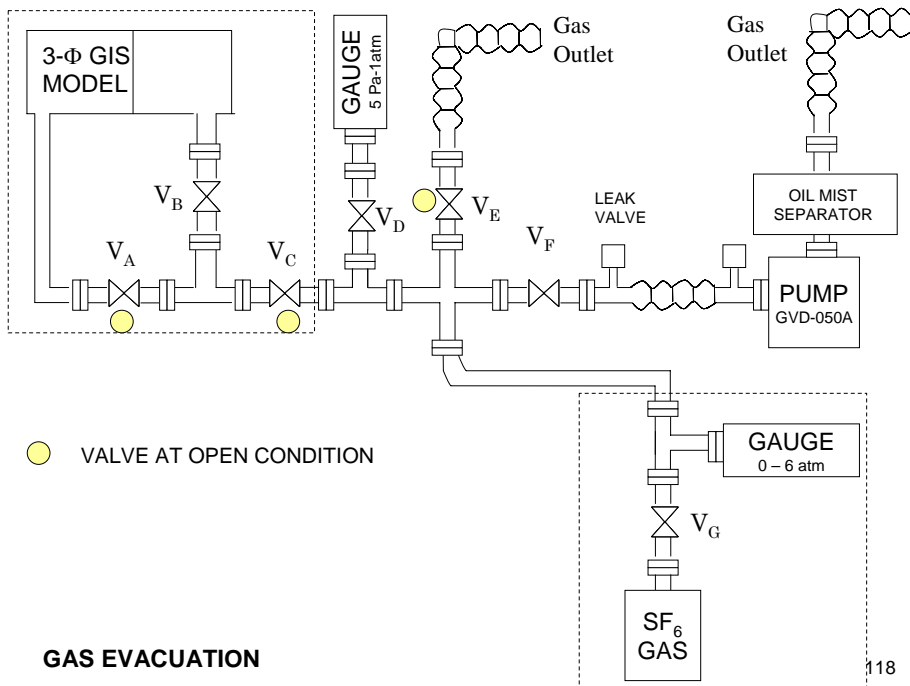 3-Φ GIS
MODEL
GAUGE
5 Pa-1atm
Gas
Outlet
Gas
Outlet
V_B
V_D
V_E
LEAK
VALVE
OIL MIST
SEPARATOR
V_A
V_C
V_F
PUMP
GVD-050A
VALVE AT OPEN CONDITION
GAUGE
0 – 6 atm
V_G
SF₆
GAS
GAS EVACUATION
118